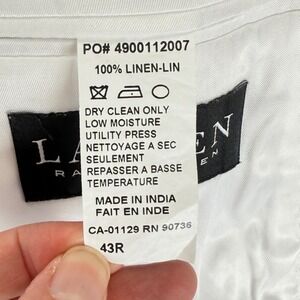 PO# 4900112007
100% LINEN-LIN
DRY CLEAN ONLY
LOW MOISTURE
UTILITY PRESS
NETTOYAGE A SEC
SEULEMENT
REPASSER A BASSE
TEMPERATURE
MADE IN INDIA
FAIT EN INDE
CA-01129 RN 90736
43R